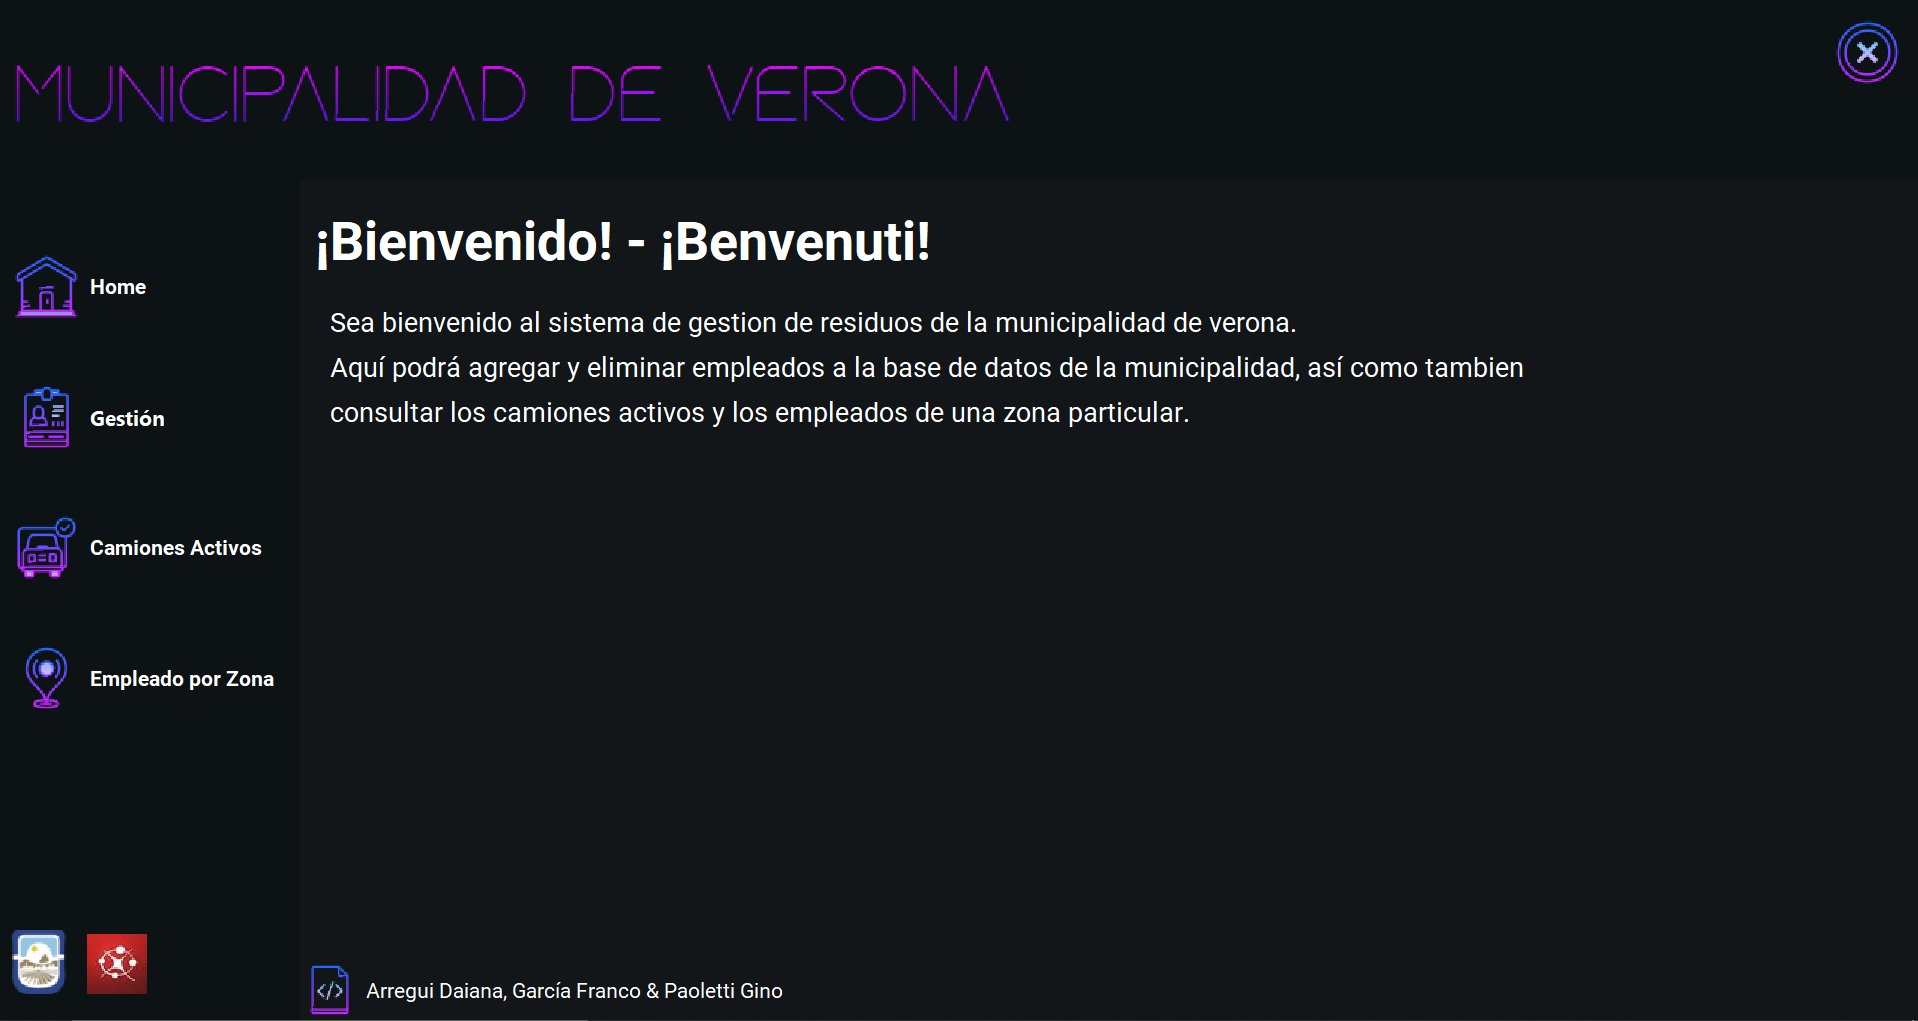 MUNICIPALIDAD DE VERONA
¡Bienvenido! - ¡Benvenuti!
Sea bienvenido al sistema de gestion de residuos de la municipalidad de verona.
Aquí podrá agregar y eliminar empleados a la base de datos de la municipalidad, así como tambien
consultar los camiones activos y los empleados de una zona particular.
Home
Gestión
Camiones Activos
Empleado por Zona
Arregui Daiana, García Franco & Paoletti Gino